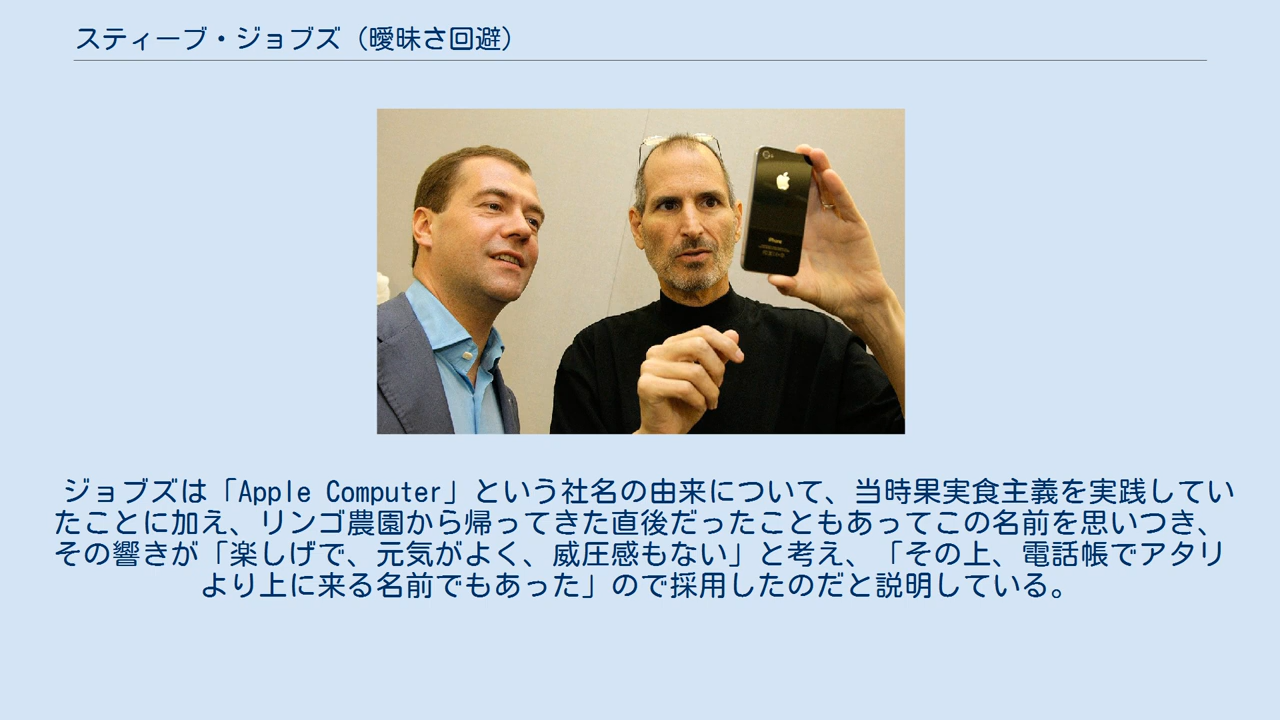 スティーブ・ジョブズ（曖昧さ回避）
iPhone
ジョブズは「Apple Computer」という社名の由来について、当時果実食主義を実践してい
たことに加え、リンゴ農園から帰ってきた直後だったこともあってこの名前を思いつき、
その響きが「楽しげで、元気がよく、威圧感もない」と考え、「その上、電話帳でアタリ
より上に来る名前でもあった」ので採用したのだと説明している。